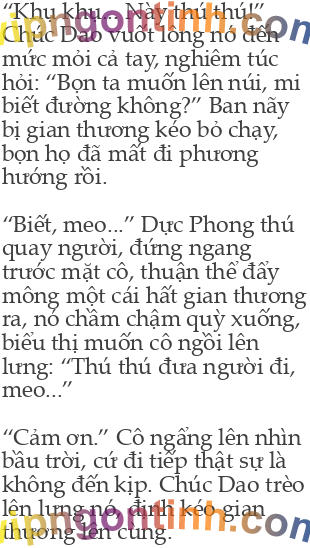 “Khụ khụ... Này thú thú!”
Chúc Dao vuốt lông nó đến
mức mỏi cả tay, nghiêm túc
hỏi: “Bọn ta muốn lên núi, mi
biết đường không?” Ban nãy
bị gian thương kéo bỏ chạy,
bọn họ đã mất đi phương
hướng rồi.
“Biết, meo...” Dực Phong thú
quay người, đứng ngang
trước mặt cô, thuận thể đẩy
mông một cái hất gian thương
ra, nó chầm chậm quỳ xuống,
biểu thị muốn cô ngồi lên
lưng: “Thú thú đưa người đi,
meo...”
“Cảm ơn.” Cô ngẩng lên nhìn
bầu trời, cứ đi tiếp thật sự là
không đến kịp. Chúc Dao trèo
lên lưng nó, định kéo gian
thương lên cùng.
vipngontinh.com
vipngontinh.com